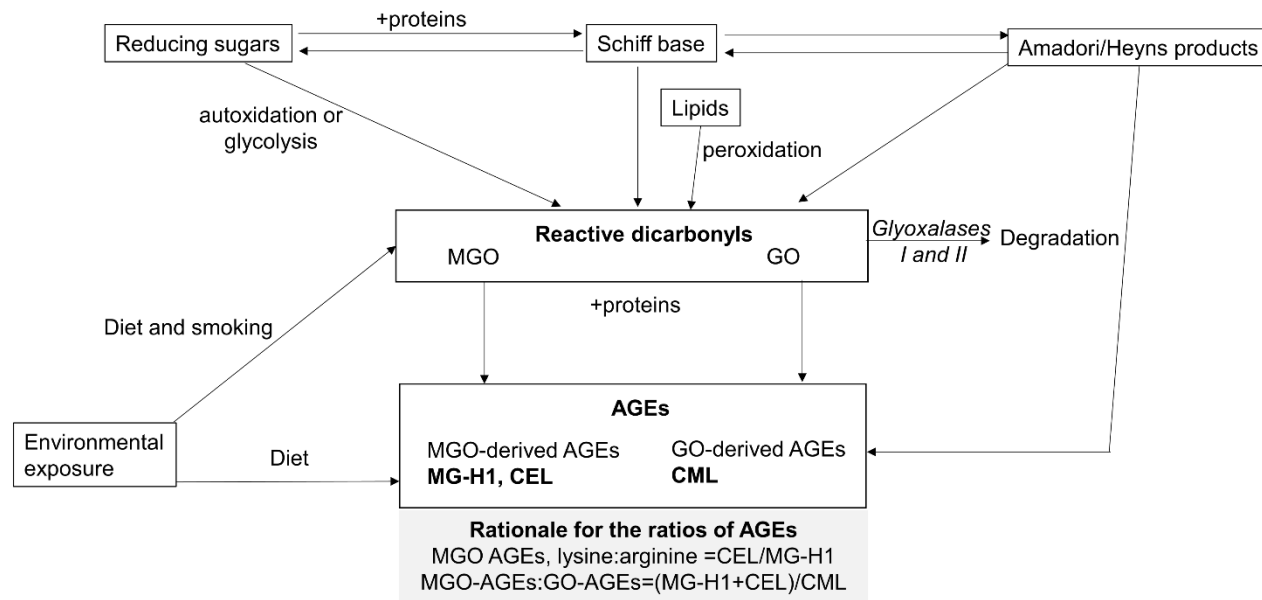 +proteins
Reducing sugars
Schiff base
Amadori/Heyns products
Lipids
autoxidation or
glycolysis
peroxidation
Reactive dicarbonyls
MGO
GO
Glyoxalases
I and II
Degradation
+proteins
Diet and smoking
AGEs
Environmental
exposure
Diet
MGO-derived AGEs
MG-H1, CEL
GO-derived AGEs
CML
Rationale for the ratios of AGEs
MGO AGEs, lysine:arginine =CEL/MG-H1
MGO-AGEs:GO-AGEs=(MG-H1+CEL)/CML